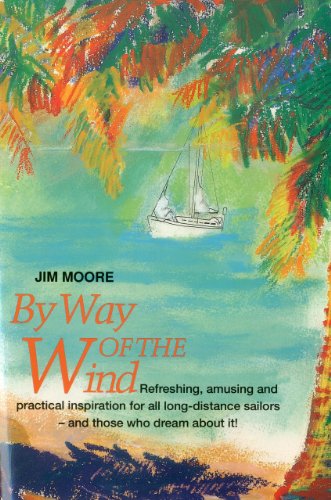 JIM MOORE
By Way
OF THE
Wind
Refreshing, amusing and
practical inspiration for all long-distance sailors
– and those who dream about it!